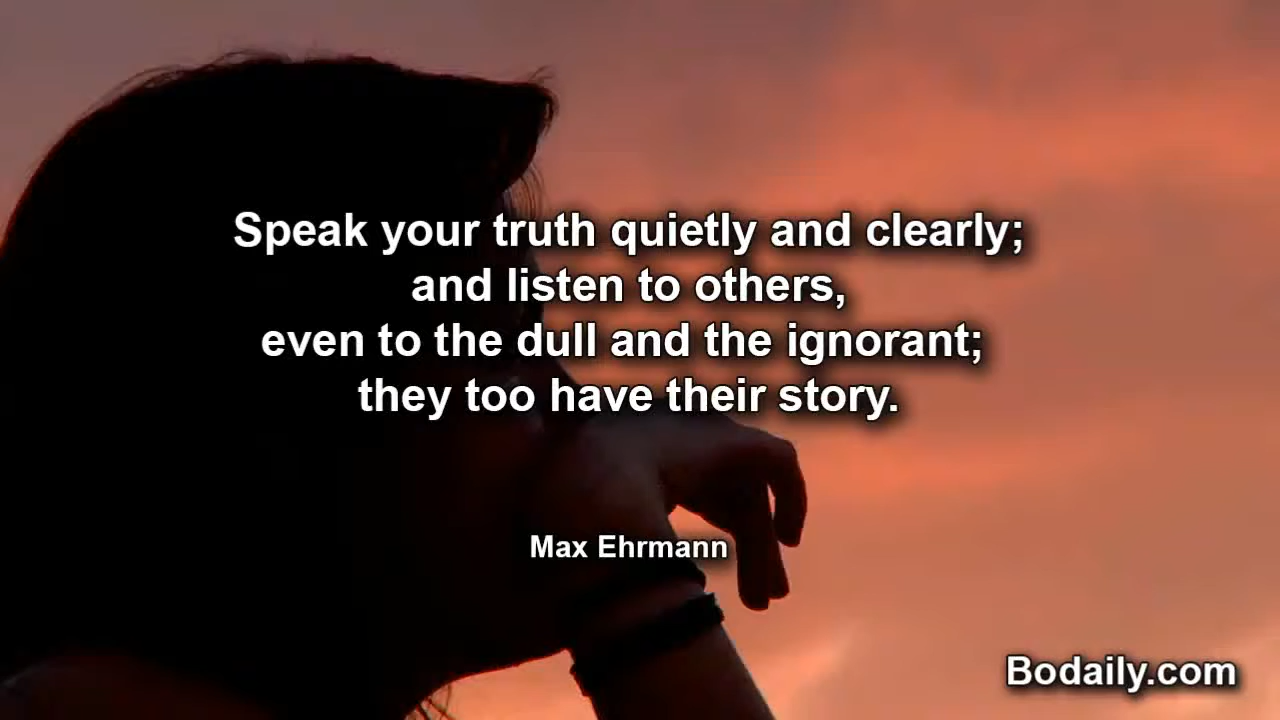 Speak your truth quietly and clearly;
and listen to others,
even to the dull and the ignorant;
they too have their story.
Max Ehrmann
Bodaily.com